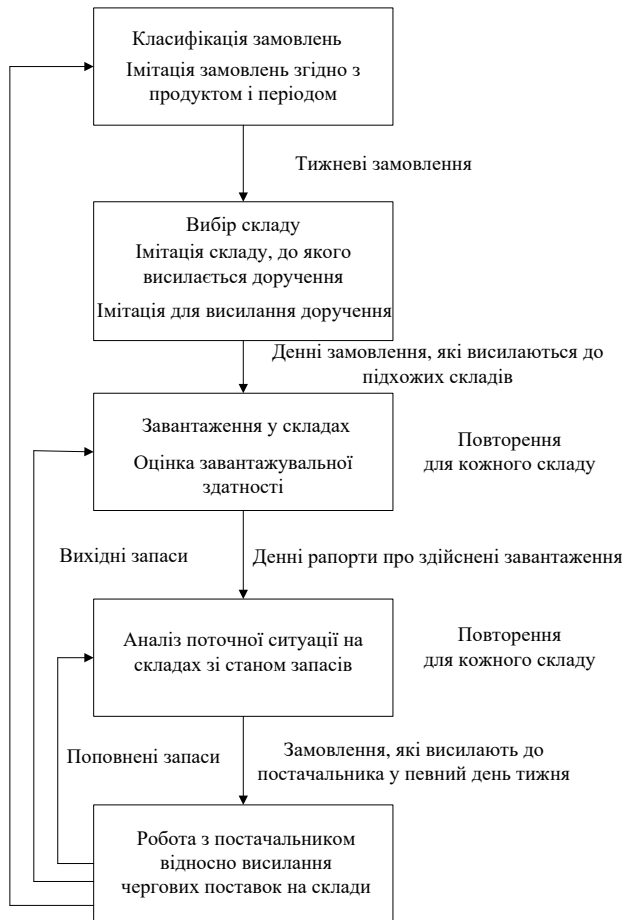 Класифікація замовлень
Імітація замовлень згідно з
продуктом і періодом
Тижневі замовлення
Вибір складу
Імітація складу, до якого
висилається доручення
Імітація для висилання доручення
Денні замовлення, які висилаються до
підхожих складів
Завантаження у складах
Оцінка завантажувальної
здатності
Повторення
для кожного складу
Вихідні запаси
Денні рапорти про здійснені завантаження
Аналіз поточної ситуації на
складах зі станом запасів
Повторення
для кожного складу
Поповнені запаси
Замовлення, які висилають до
постачальника у певний день тижня
Робота з постачальником
відносно висилання
чергових поставок на склади